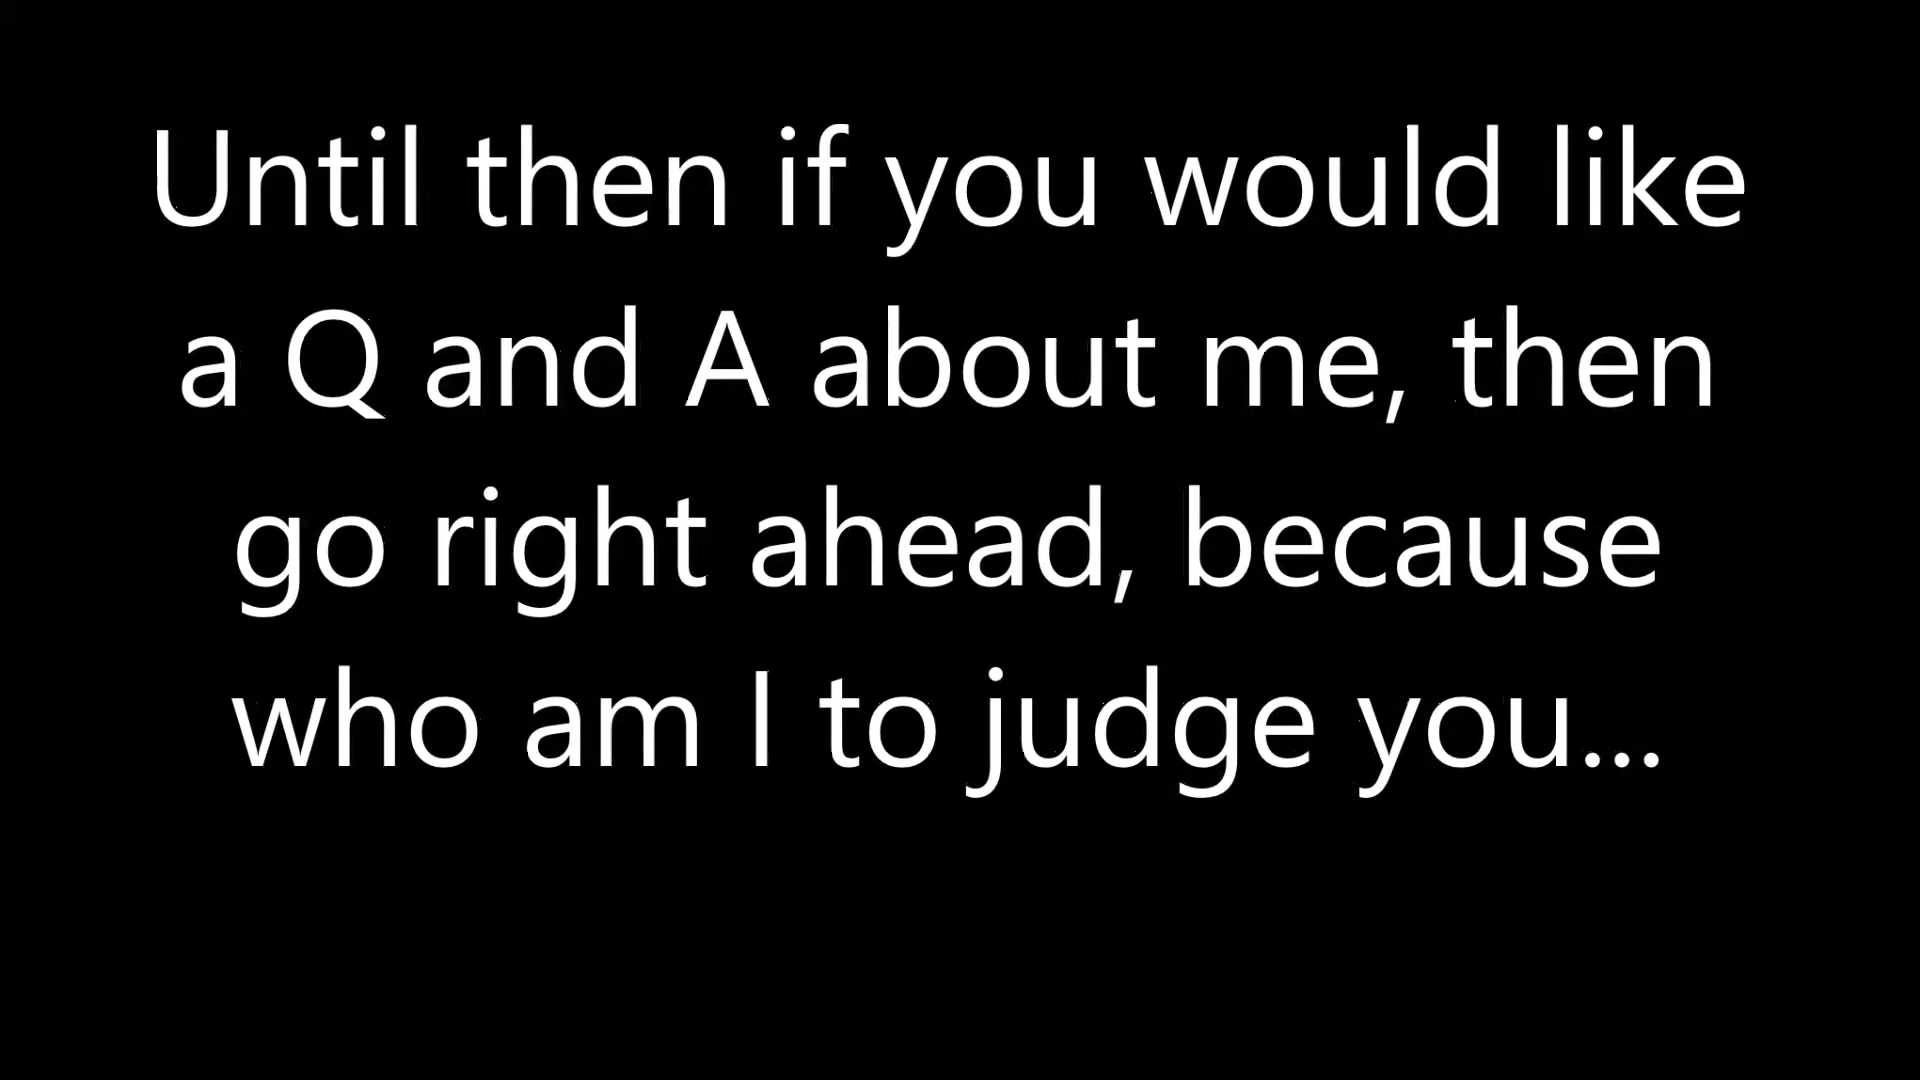 Until then if you would like
a Q and A about me, then
go right ahead, because
who am I to judge you...